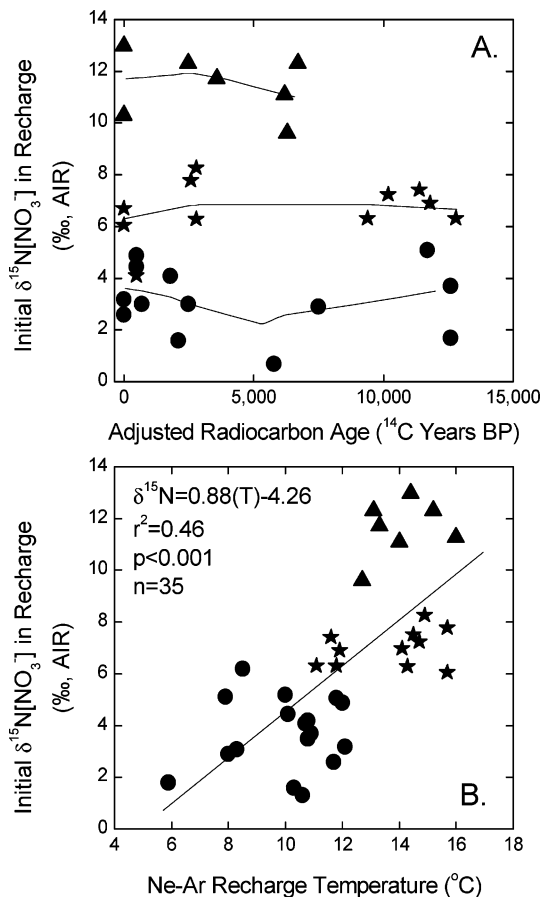 A.
14
12
10
8
6
4
2
0
Initial δ¹⁵N[NO₃] in Recharge
(‰, AIR)
0
5,000
10,000
15,000
Adjusted Radiocarbon Age (¹⁴C Years BP)
14
12
10
8
6
4
2
0
Initial δ¹⁵N[NO₃] in Recharge
(‰, AIR)
δ¹⁵N=0.88(T)-4.26
r²=0.46
p<0.001
n=35
B.
4
6
8
10
12
14
16
18
Ne-Ar Recharge Temperature (°C)